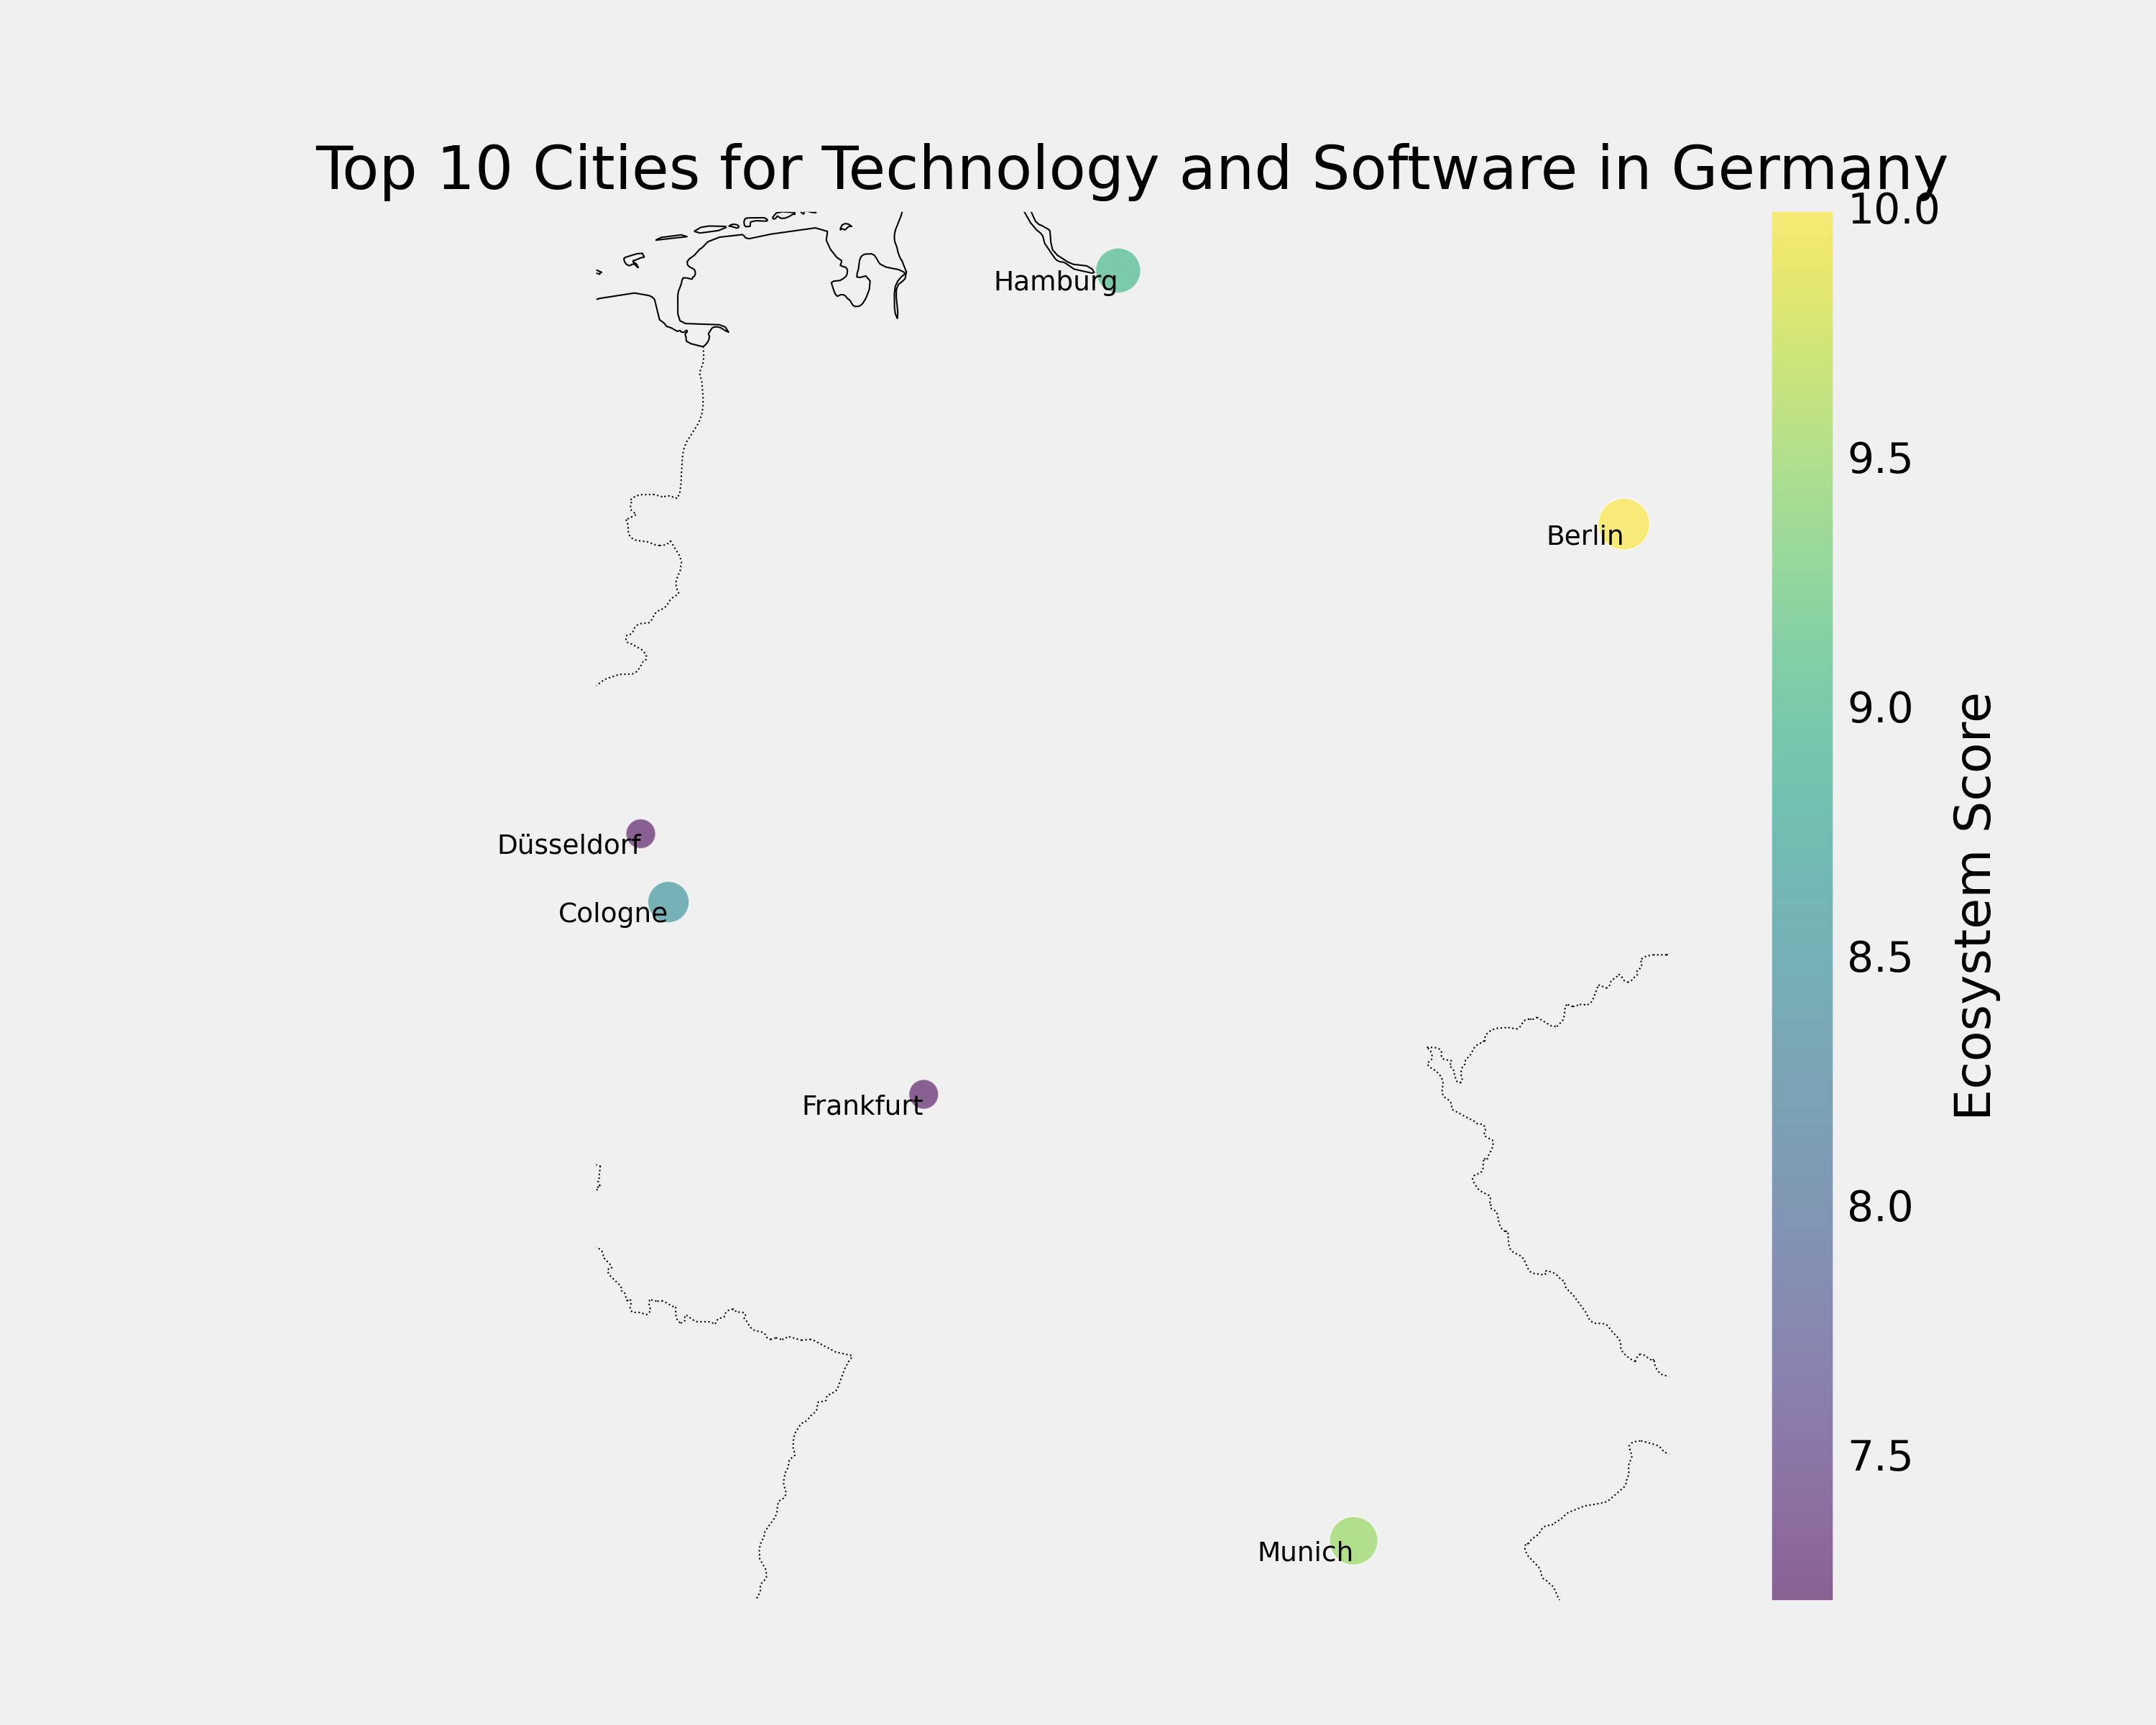 Top 10 Cities for Technology and Software in Germany
10.0
Hamburg
9.5
Berlin
9.0
Düsseldorf
Cologne
8.5
Ecosystem Score
Frankfurt
8.0
7.5
Munich